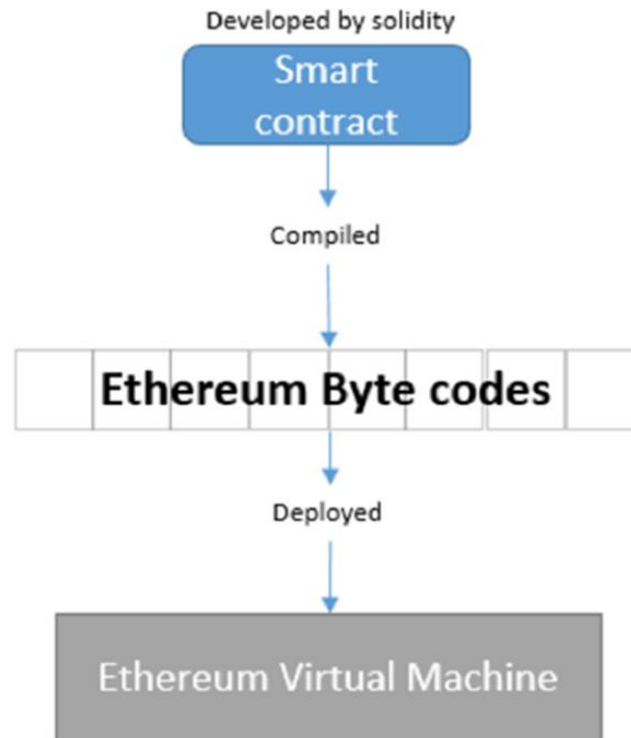 Developed by solidity
Smart
contract
Compiled
Ethereum Byte codes
Deployed
Ethereum Virtual Machine